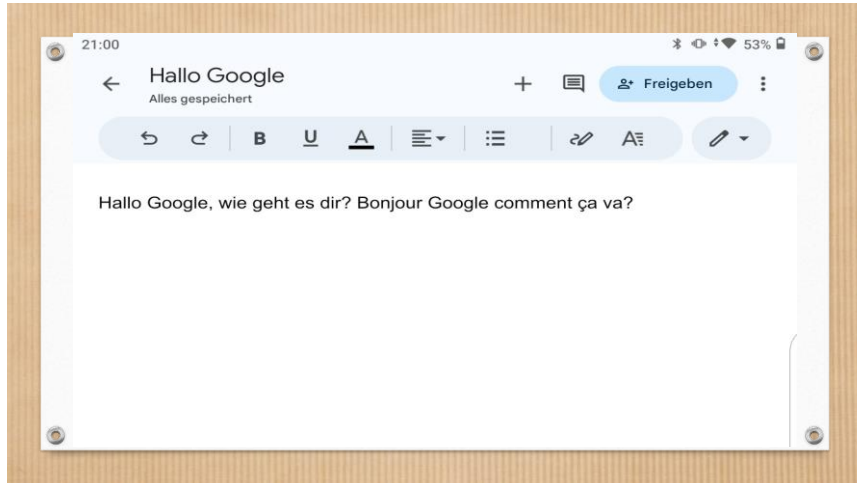 21:00
53%
Hallo Google
Alles gespeichert
Freigeben
B U A
A
Hallo Google, wie geht es dir? Bonjour Google comment ça va?